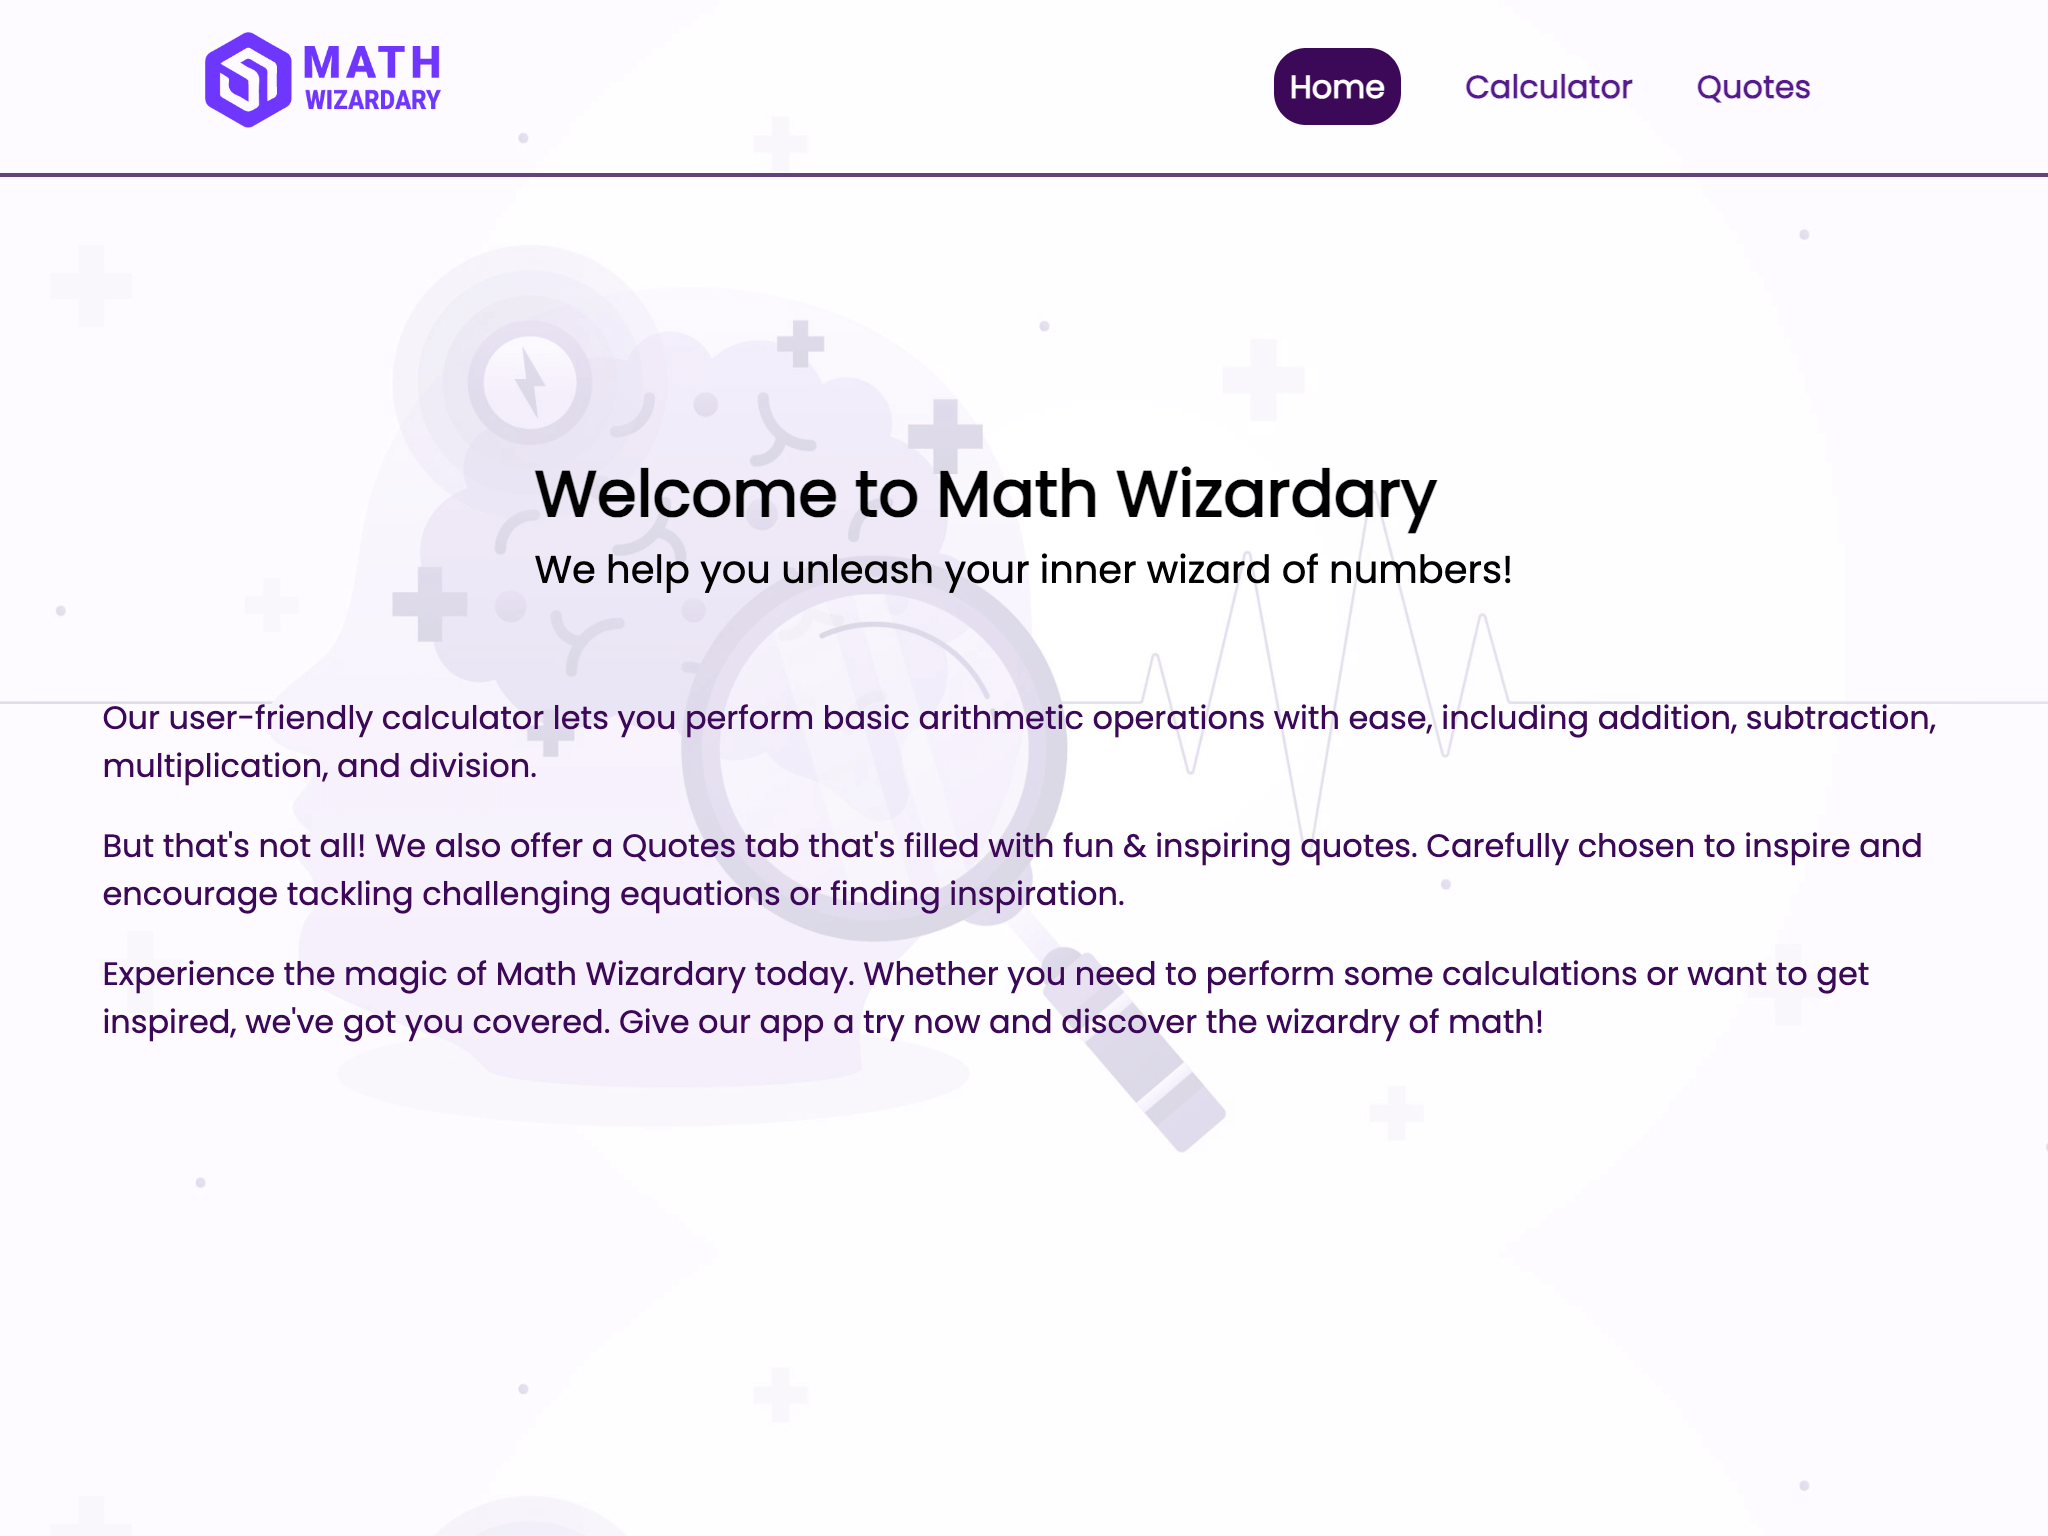 MATH
WIZARDARY
Home
Calculator
Quotes
Welcome to Math Wizardary
We help you unleash your inner wizard of numbers!
Our user-friendly calculator lets you perform basic arithmetic operations with ease, including addition, subtraction,
multiplication, and division.
But that's not all! We also offer a Quotes tab that's filled with fun & inspiring quotes. Carefully chosen to inspire and
encourage tackling challenging equations or finding inspiration.
Experience the magic of Math Wizardary today. Whether you need to perform some calculations or want to get
inspired, we've got you covered. Give our app a try now and discover the wizardry of math!